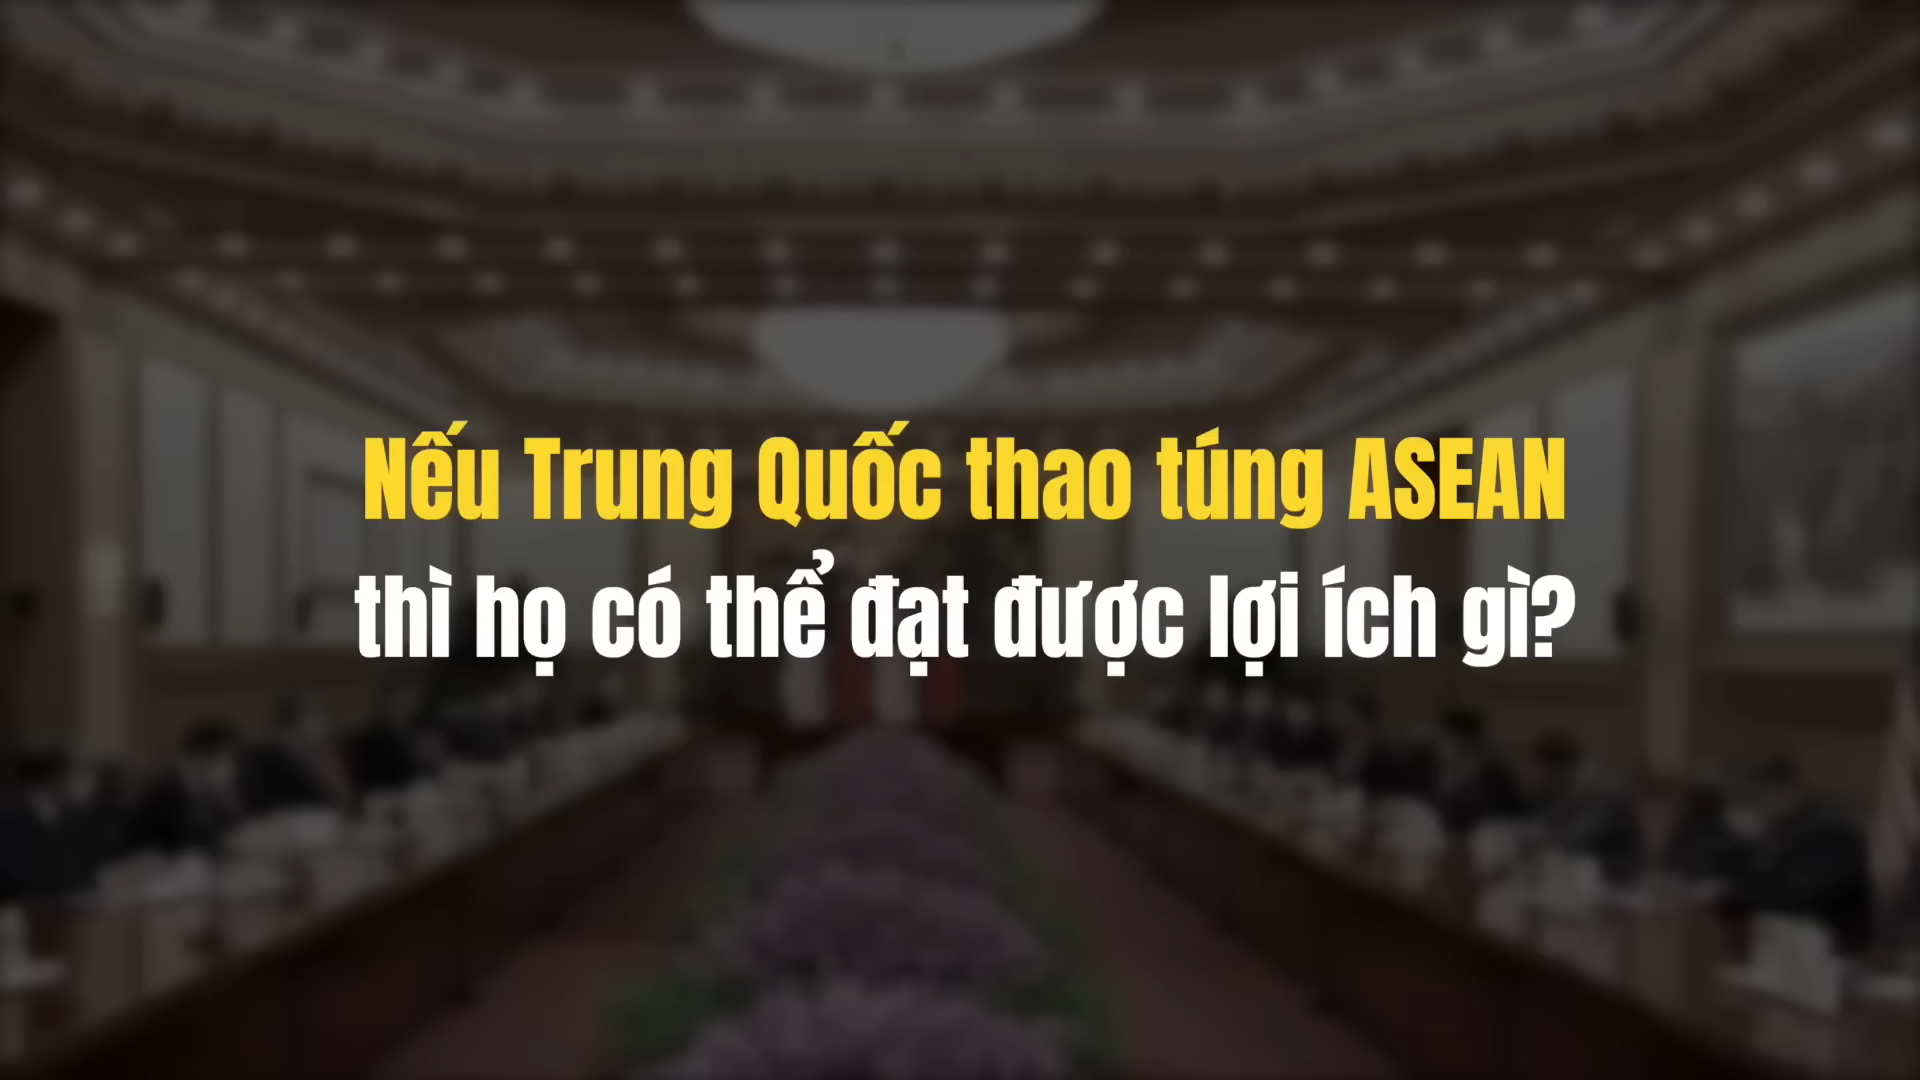 Nếu Trung Quốc thao túng ASEAN
thì họ có thể đạt được lợi ích gì?